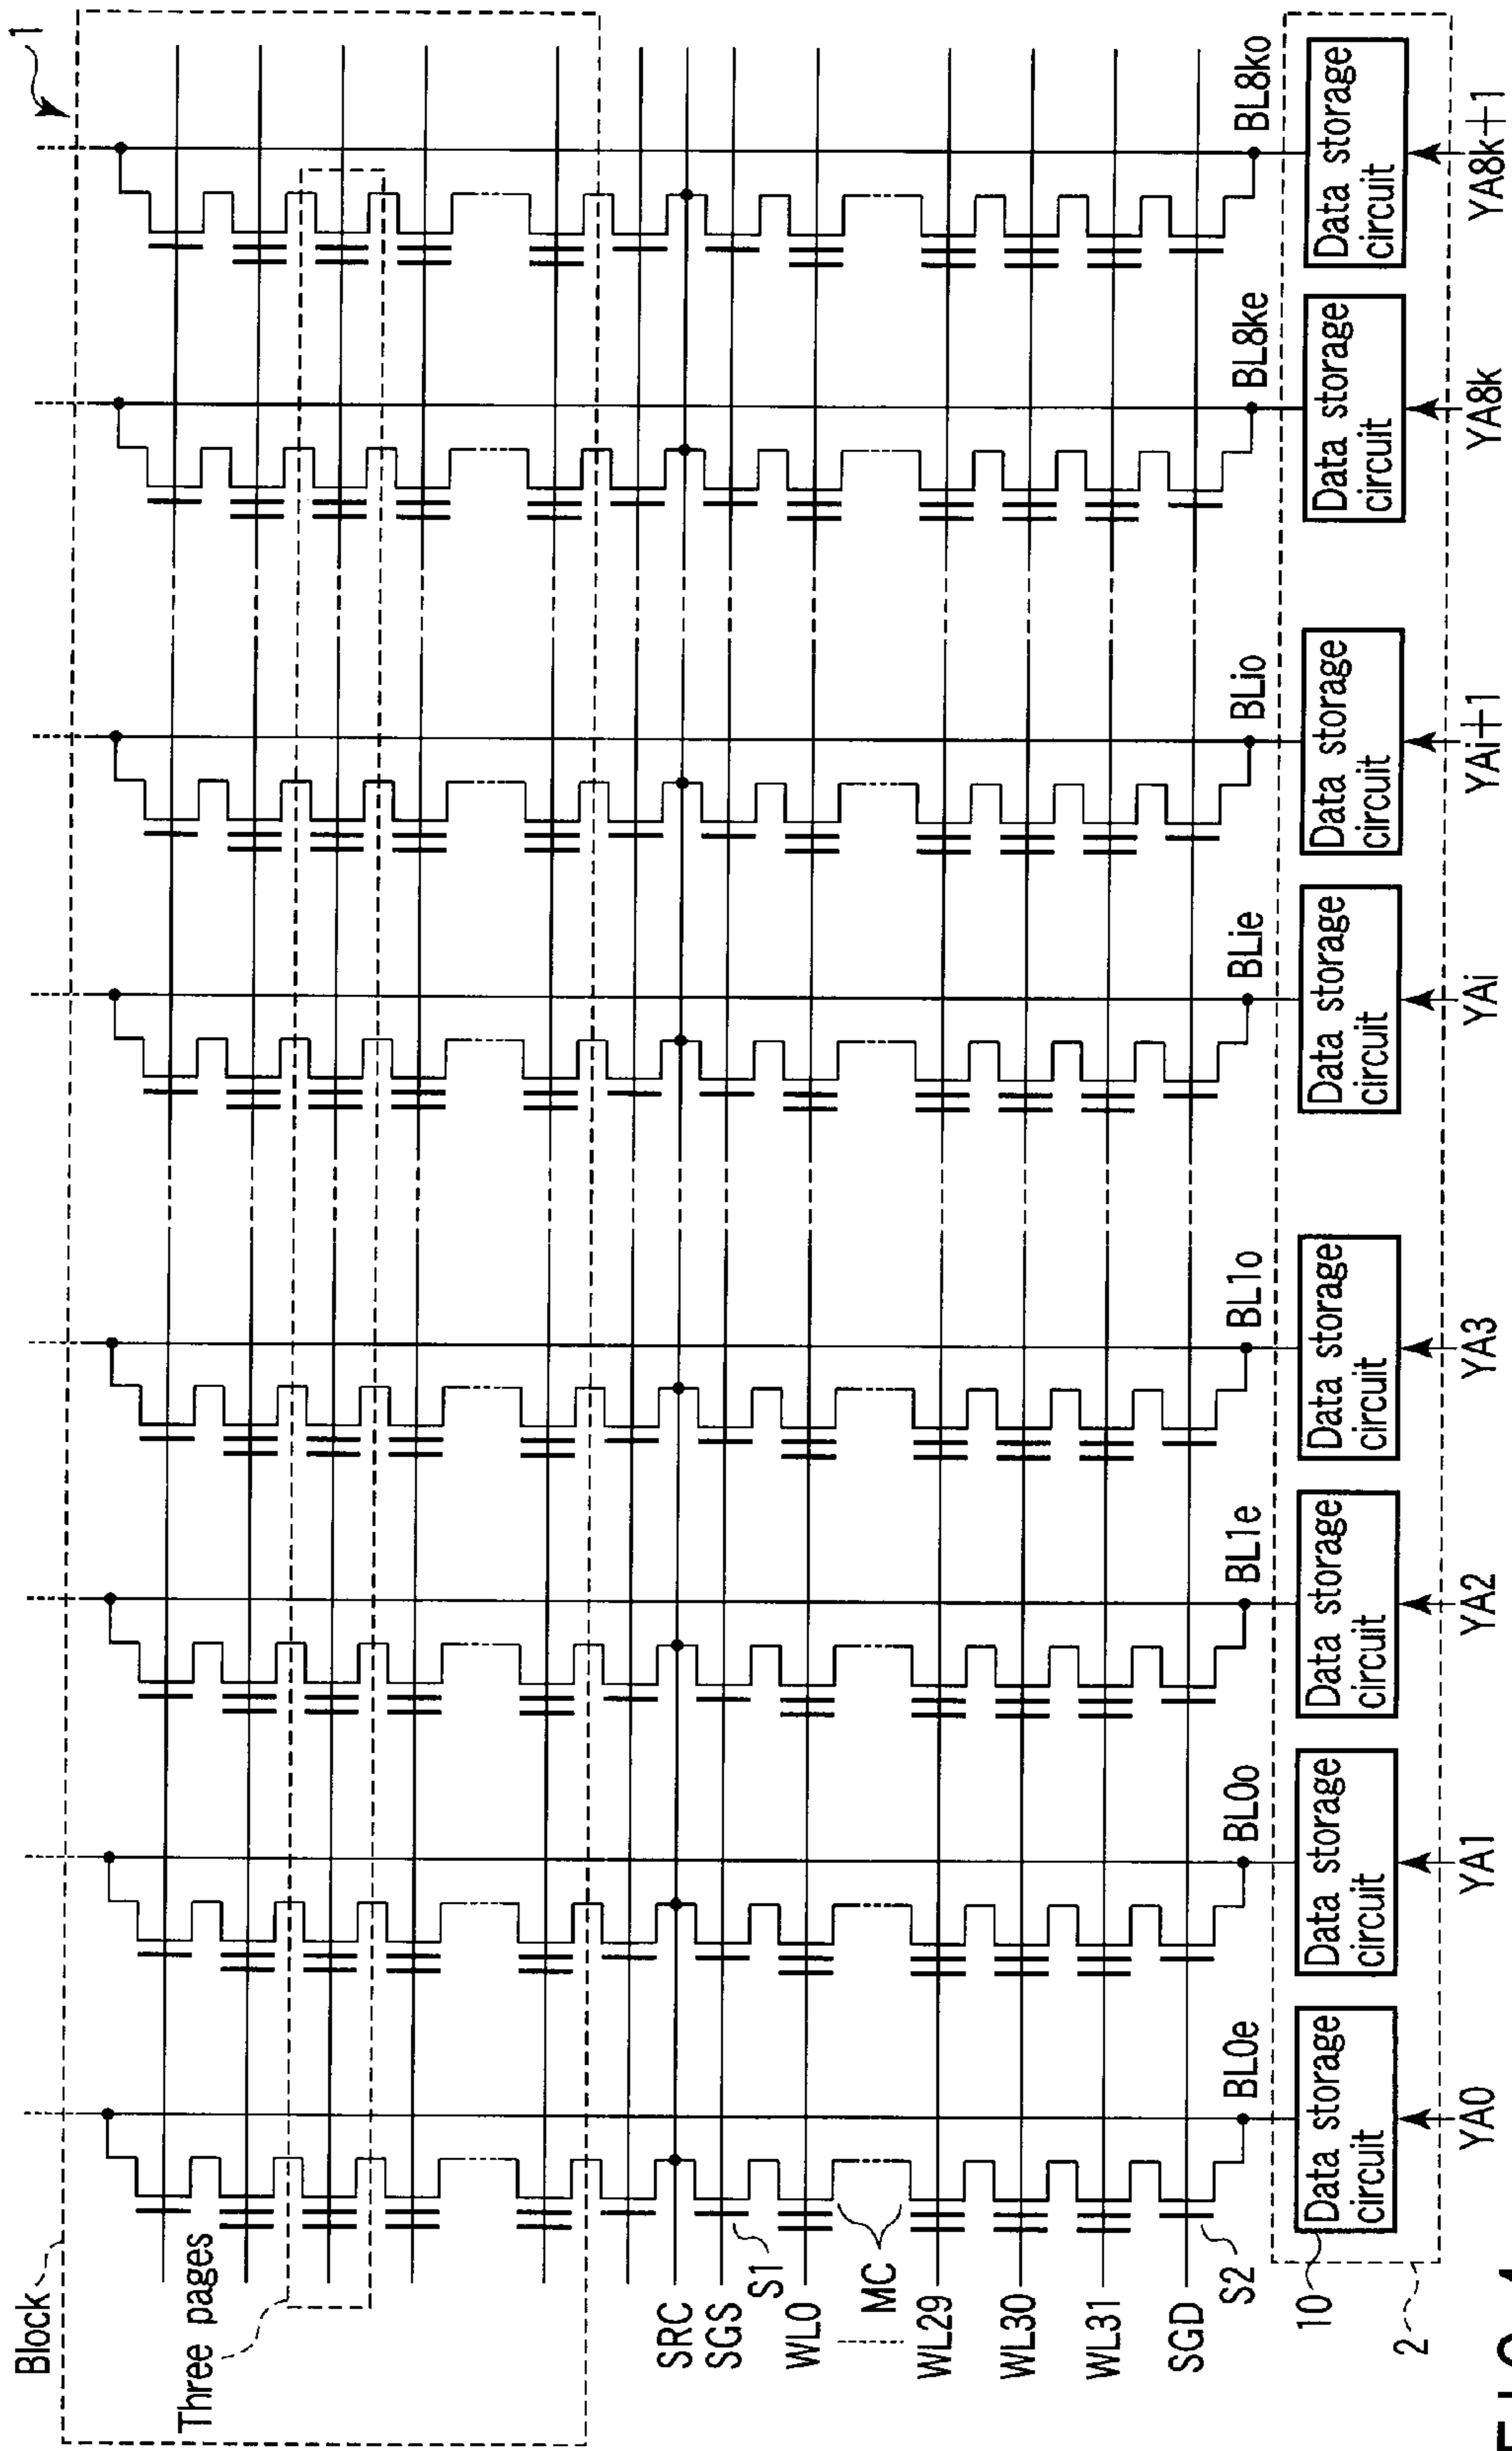 1
Block
Three pages
SRC
SGS
S1
WL0
MC
WL29
WL30
WL31
SGD
S2
BL0e
BL0o
BL1e
BL1o
BLie
BLio
BL8ke
BL8ko
10
2
Data storage
circuit
Data storage
circuit
Data storage
circuit
Data storage
circuit
Data storage
circuit
Data storage
circuit
Data storage
circuit
Data storage
circuit
YA0
YA1
YA2
YA3
YAi
YAi+1
YA8k
YA8k+1